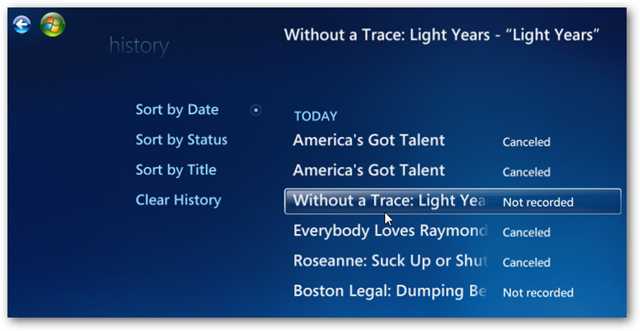 history
Without a Trace: Light Years - “Light Years”
Sort by Date
Sort by Status
Sort by Title
Clear History
TODAY
America's Got Talent Canceled
America's Got Talent Canceled
Without a Trace: Light Yea Not recorded
Everybody Loves Raymond Canceled
Roseanne: Suck Up or Shut Canceled
Boston Legal: Dumping Be Not recorded